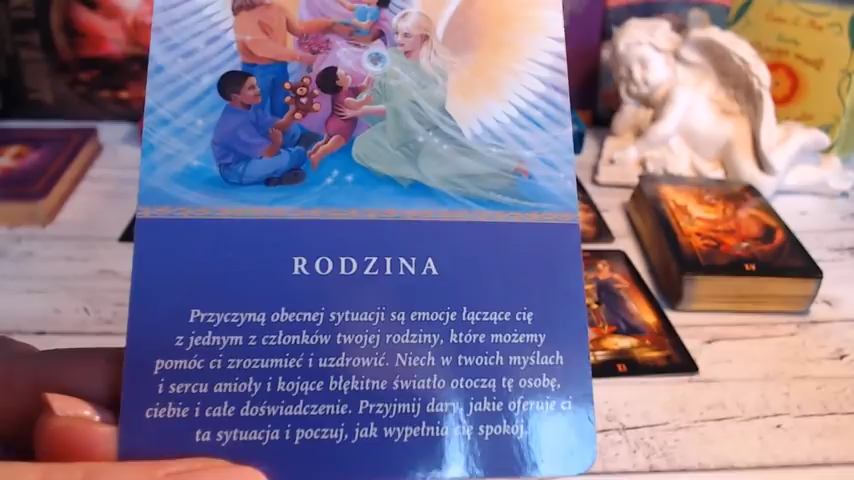 RODZINA
Przyczyną obecnej sytuacji są emocje łączące cię
z jednym z członków twojej rodziny, które możemy
pomóc ci zrozumieć i uzdrowić. Niech w twoich myślach
i sercu anioły i kojące błękitne światło otoczą tę osobę,
ciebie i całe doświadczenie. Przyjmij dary, jakie oferuje ci
ta sytuacja i poczuj, jak wypełnia cię spokój.